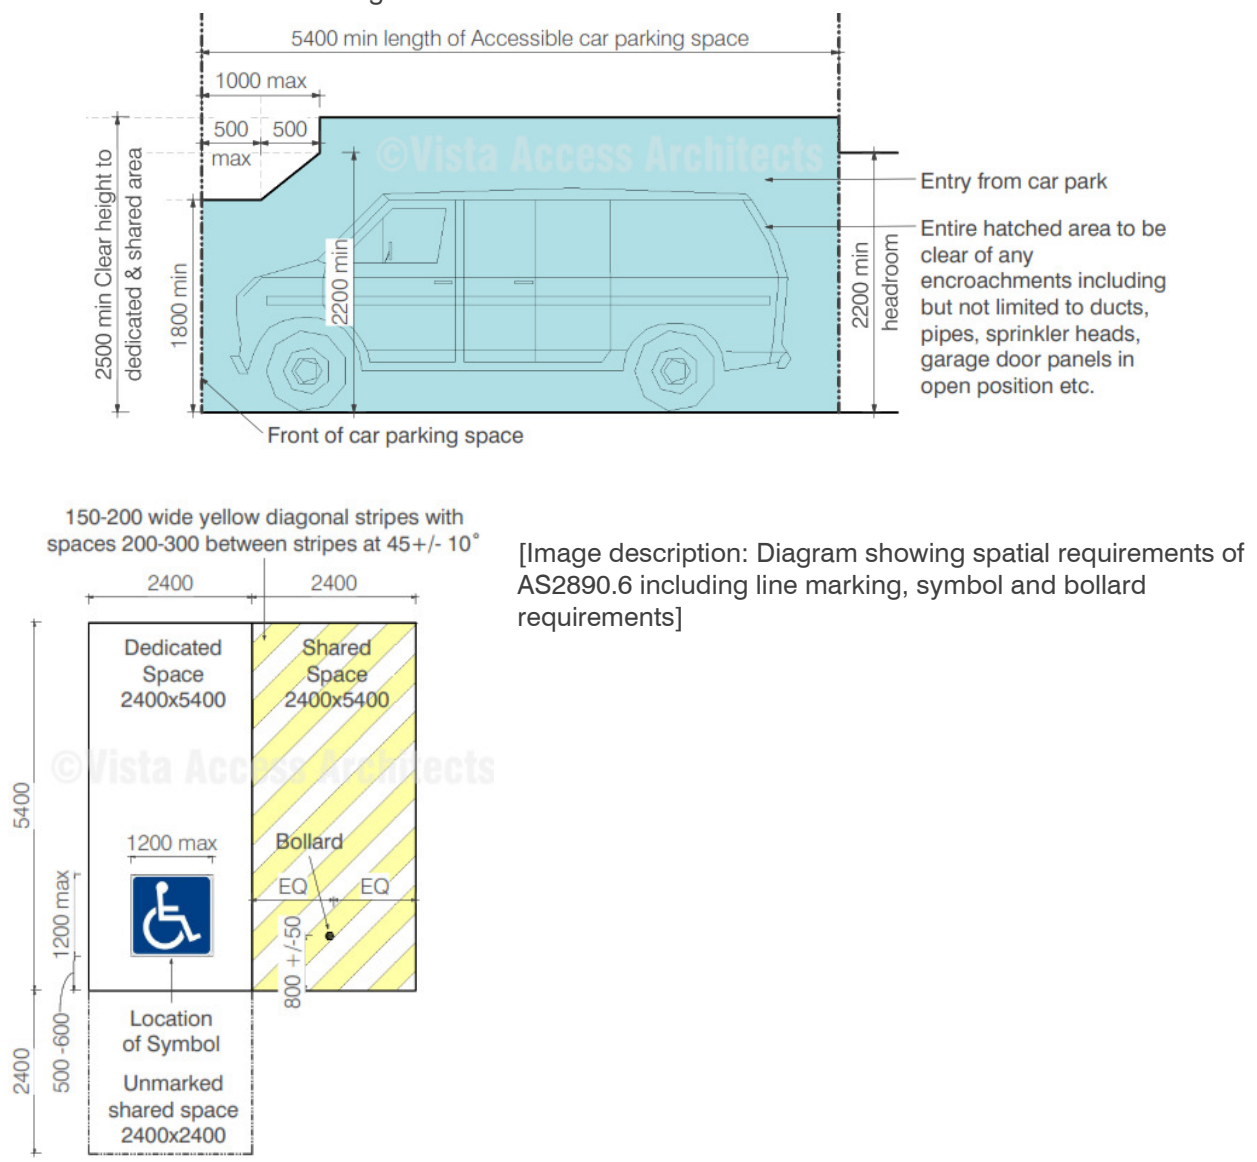 5400 min length of Accessible car parking space
1000 max
500
500
max
©Vista Access Architects
2500 min Clear height to
dedicated & shared area
1800 min
2200 min
2200 min
headroom
Entry from car park
Entire hatched area to be
clear of any
encroachments including
but not limited to ducts,
pipes, sprinkler heads,
garage door panels in
open position etc.
Front of car parking space
150-200 wide yellow diagonal stripes with
spaces 200-300 between stripes at 45+/- 10°
[Image description: Diagram showing spatial requirements of
AS2890.6 including line marking, symbol and bollard
requirements]
2400
2400
Dedicated
Space
2400x5400
Shared
Space
2400x5400
©Vista Access Architects
5400
1200 max
Bollard
EQ
EQ
1200 max
800 +/-50
Location
of Symbol
500 -600
2400
Unmarked
shared space
2400x2400